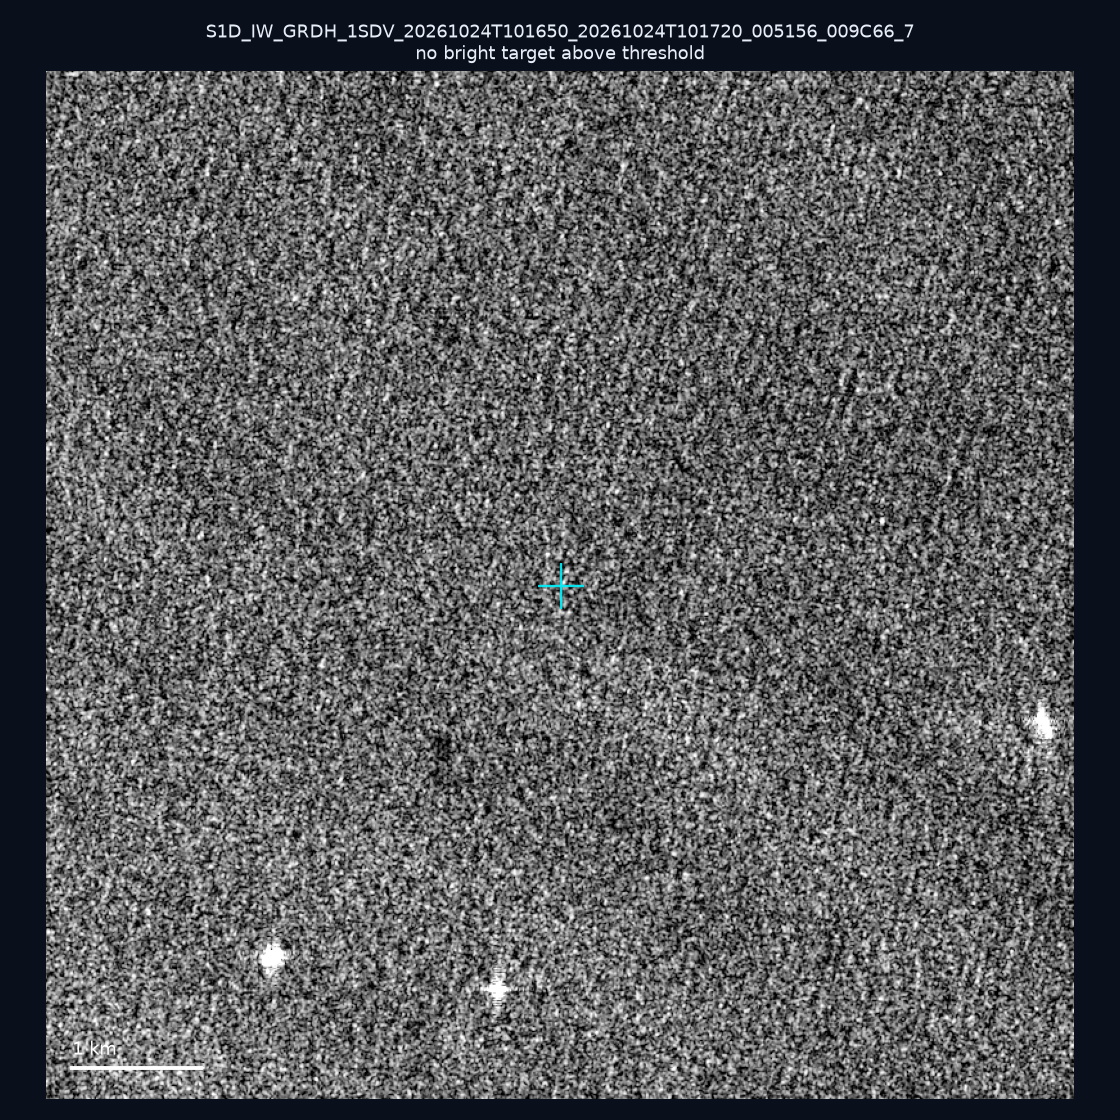 S1D_IW_GRDH_1SDV_20261024T101650_20261024T101720_005156_009C66_7
no bright target above threshold
1 km